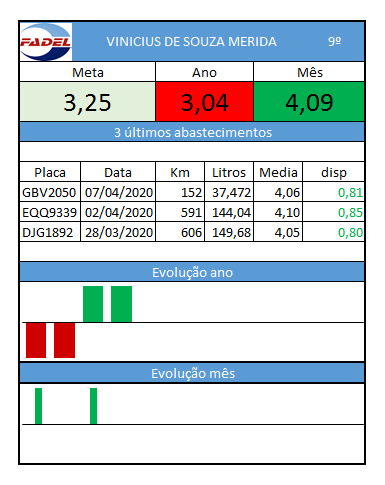 FADEL VINICIUS DE SOUZA MERIDA 9º
Meta Ano Mês
3,25 3,04 4,09
3 últimos abastecimentos
Placa Data Km Litros Media disp
GBV2050 07/04/2020 152 37,472 4,06 0,81
EQQ9339 02/04/2020 591 144,04 4,10 0,85
DJG1892 28/03/2020 606 149,68 4,05 0,80
Evolução ano
Evolução mês